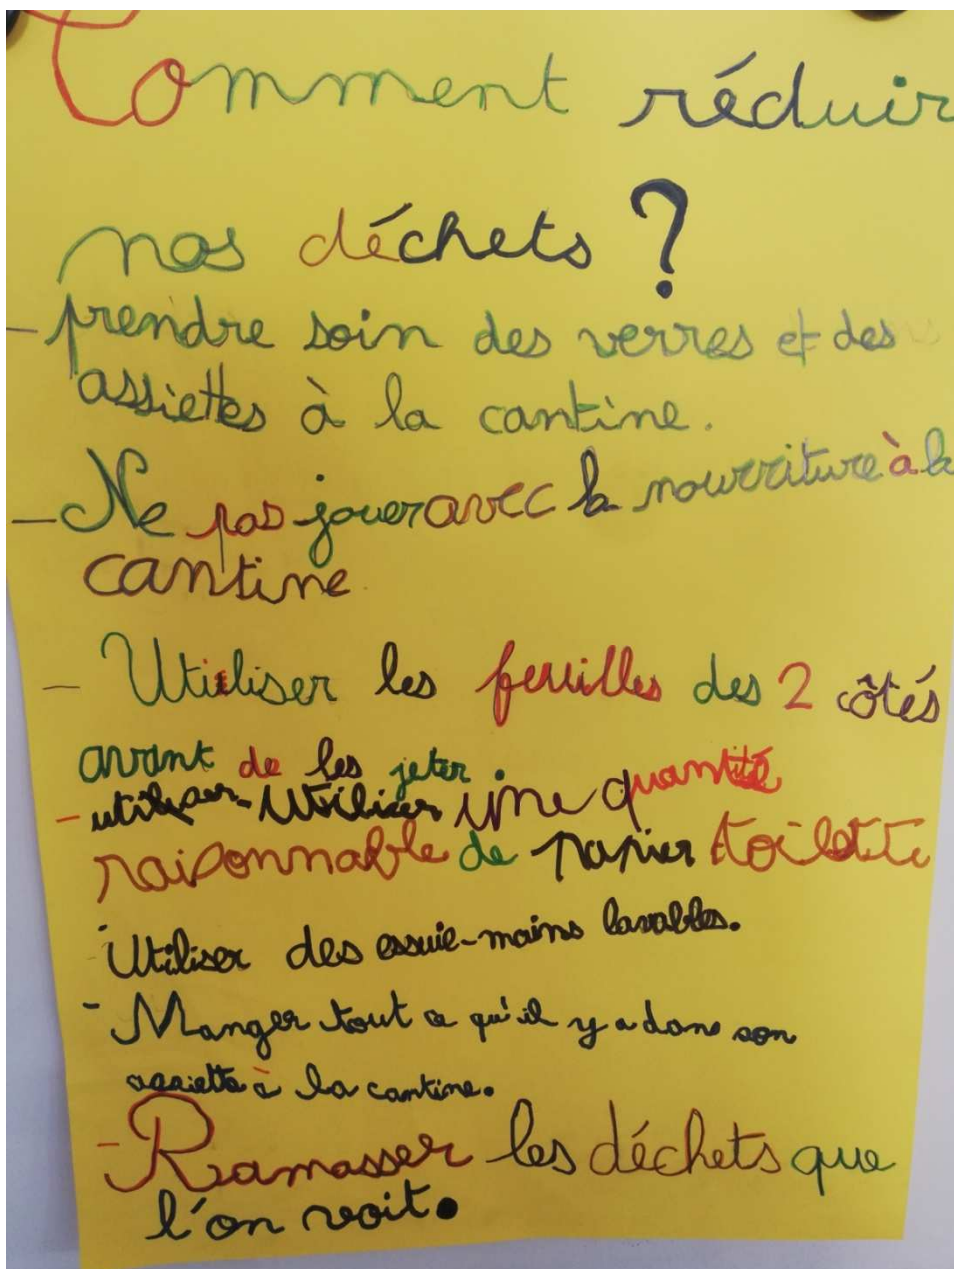 Comment réduir
nos déchets ?
- prendre soin des verres et des
assiettes à la cantine.
- Ne pas jouer avec la nourriture à la
cantine
- Utiliser les feuilles des 2 côtés
avant de les jeter.
- utiliser - Utiliser une quantité
raisonnable de papier toilette
- Utiliser des essuie-mains lavables.
- Manger tout ce qu'il y a dans son
assiette à la cantine.
- Ramasser les déchets que
l'on voit.